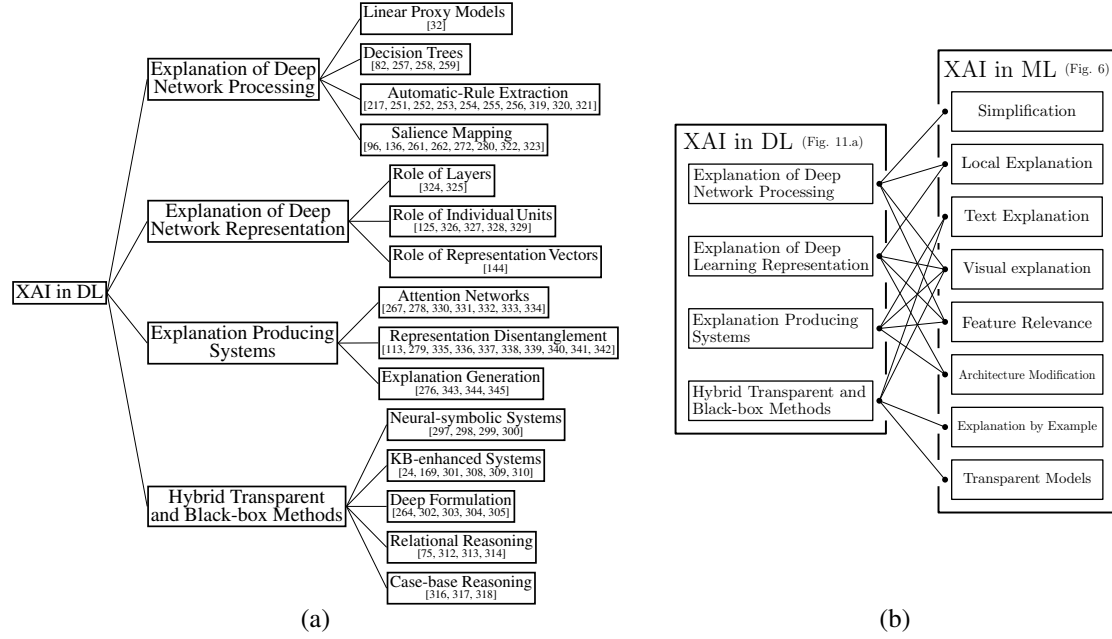 Linear Proxy Models
[32]
Decision Trees
[82, 257, 258, 259]
Explanation of Deep
Network Processing
Automatic-Rule Extraction
[217, 251, 252, 253, 254, 255, 256, 319, 320, 321]
Salience Mapping
[96, 136, 261, 262, 272, 280, 322, 323]
Role of Layers
[324, 325]
Explanation of Deep
Network Representation
Role of Individual Units
[125, 326, 327, 328, 329]
Role of Representation Vectors
[144]
XAI in DL
Attention Networks
[267, 278, 330, 331, 332, 333, 334]
Explanation Producing
Systems
Representation Disentanglement
[113, 279, 335, 336, 337, 338, 339, 340, 341, 342]
Explanation Generation
[276, 343, 344, 345]
Neural-symbolic Systems
[297, 298, 299, 300]
KB-enhanced Systems
[24, 169, 301, 308, 309, 310]
Hybrid Transparent
and Black-box Methods
Deep Formulation
[264, 302, 303, 304, 305]
Relational Reasoning
[75, 312, 313, 314]
Case-base Reasoning
[316, 317, 318]
(a)
XAI in DL (Fig. 11.a)
Explanation of Deep
Network Processing
Explanation of Deep
Learning Representation
Explanation Producing
Systems
Hybrid Transparent and
Black-box Methods
XAI in ML (Fig. 6)
Simplification
Local Explanation
Text Explanation
Visual explanation
Feature Relevance
Architecture Modification
Explanation by Example
Transparent Models
(b)